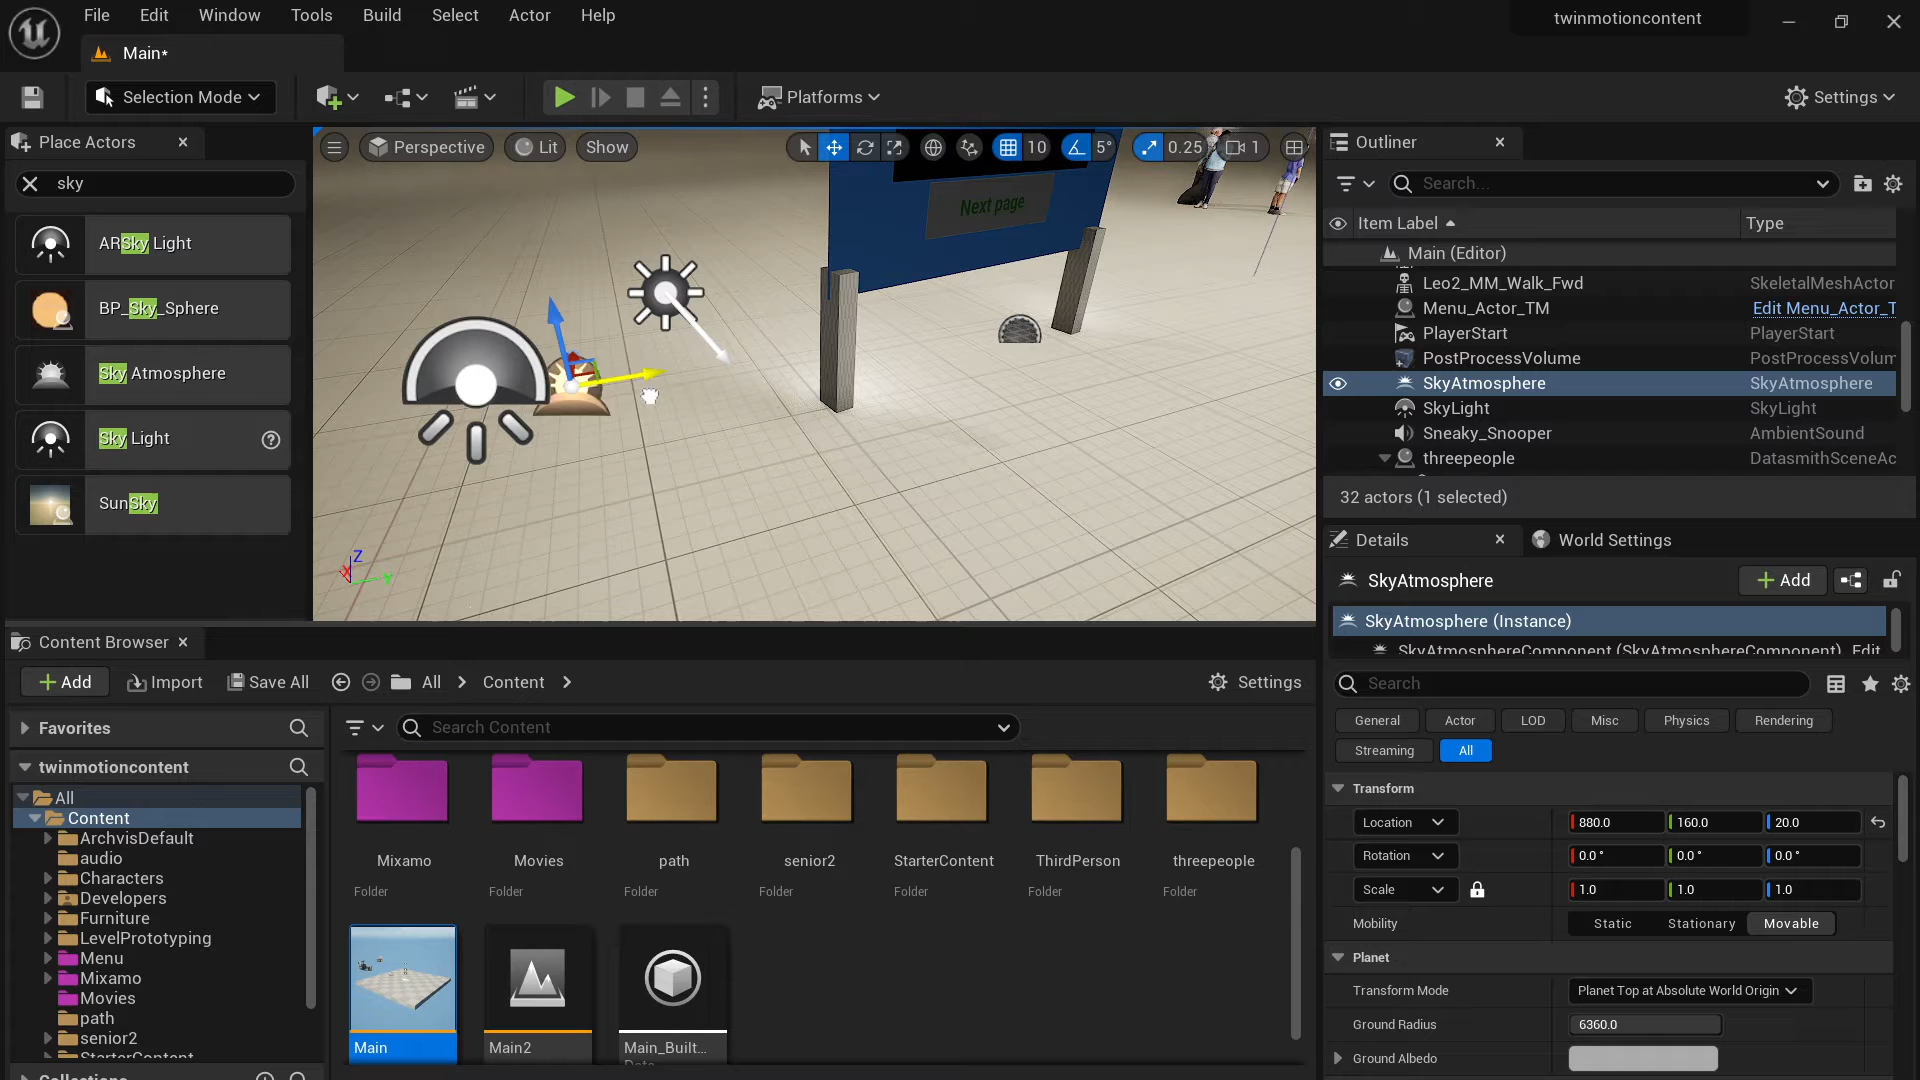 File Edit Window Tools Build Select Actor Help
twinmotioncontent
Main*
Selection Mode
Platforms
Settings
Place Actors
sky
ARSky Light
BP_Sky_Sphere
Sky Atmosphere
Sky Light
SunSky
Perspective Lit Show
10 5° 0.25 1
Next page
Z
X
Y
Outliner
Search...
Item Label Type
Main (Editor)
Leo2_MM_Walk_Fwd SkeletalMeshActor
Menu_Actor_TM Edit Menu_Actor_T
PlayerStart PlayerStart
PostProcessVolume PostProcessVolum
SkyAtmosphere SkyAtmosphere
SkyLight SkyLight
Sneaky_Snooper AmbientSound
threepeople DatasmithSceneAc
32 actors (1 selected)
Details World Settings
SkyAtmosphere Add
SkyAtmosphere (Instance)
SkyAtmosphereComponent (SkyAtmosphereComponent) Edit
Search
General Actor LOD Misc Physics Rendering
Streaming All
Transform
Location 880.0 160.0 20.0
Rotation 0.0 ° 0.0 ° 0.0 °
Scale 1.0 1.0 1.0
Mobility Static Stationary Movable
Planet
Transform Mode Planet Top at Absolute World Origin
Ground Radius 6360.0
Ground Albedo
Content Browser
Add Import Save All All Content Settings
Favorites
Search Content
twinmotioncontent
All
Content
ArchvisDefault
audio
Characters
Developers
Furniture
LevelPrototyping
Menu
Mixamo
Movies
path
senior2
StarterContent
Collections
Mixamo Movies path senior2 StarterContent ThirdPerson threepeople
Folder Folder Folder Folder Folder Folder Folder
Main Main2 Main_Built...
Data